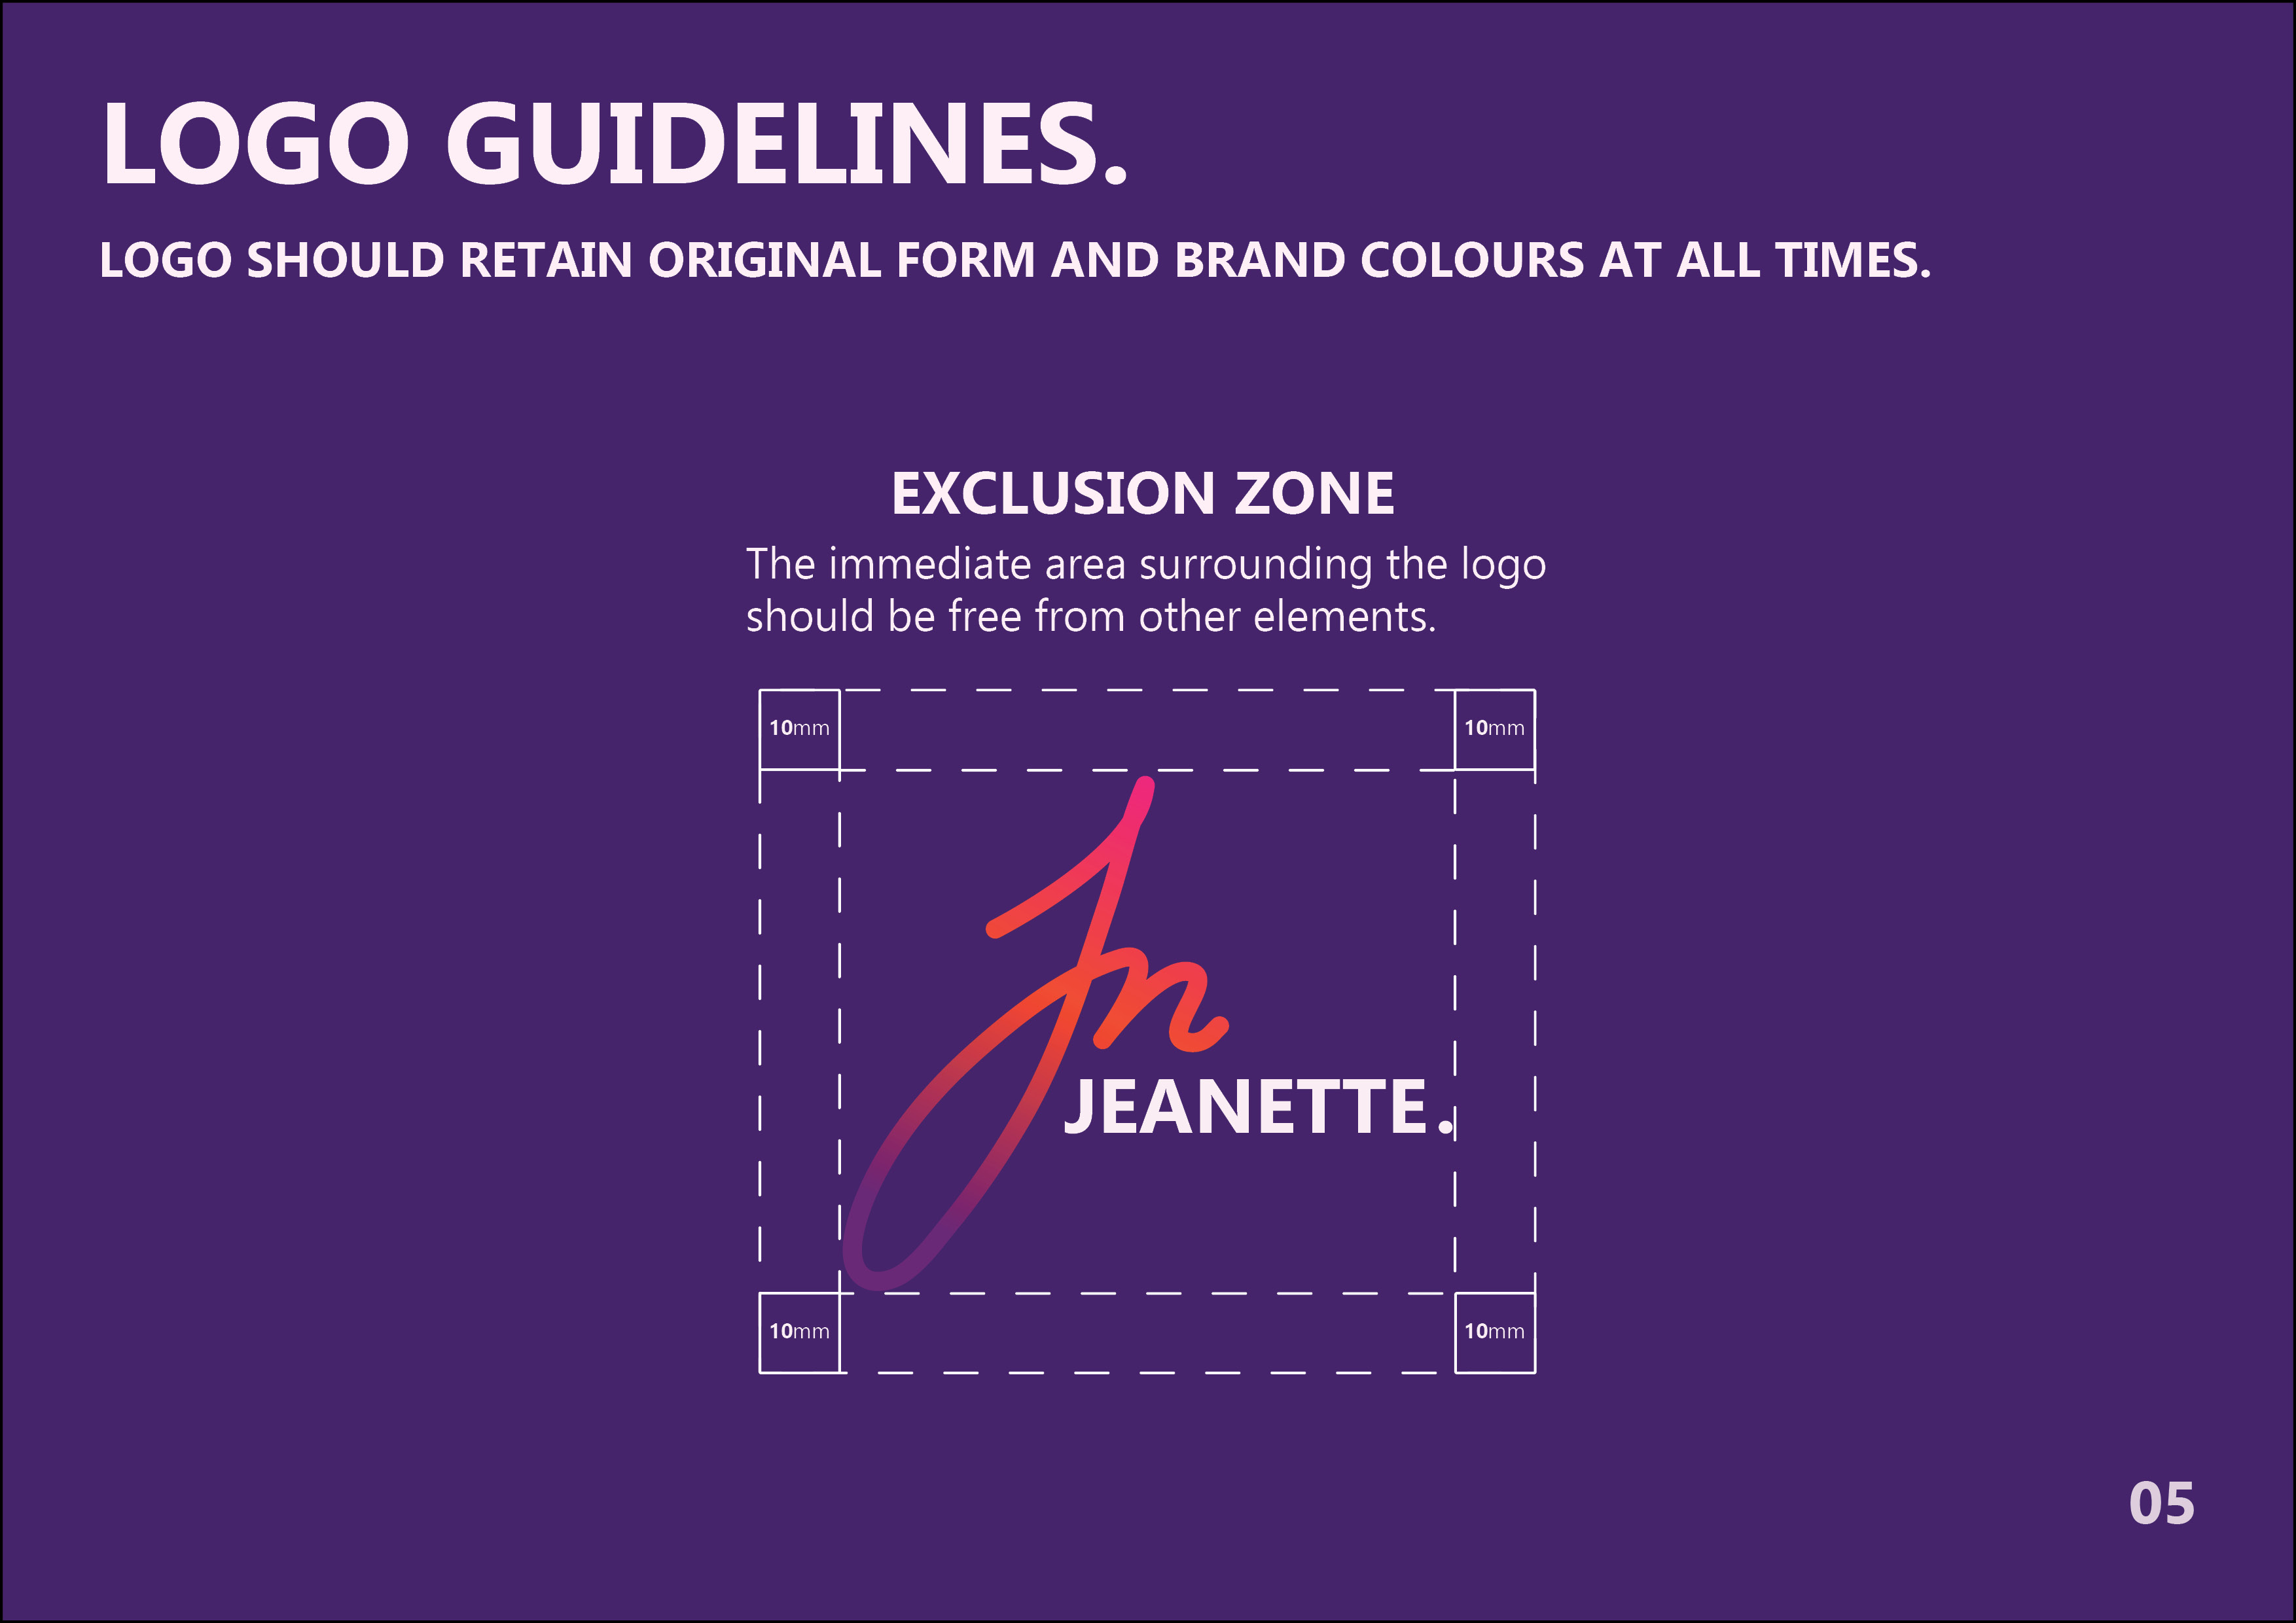 LOGO GUIDELINES.
LOGO SHOULD RETAIN ORIGINAL FORM AND BRAND COLOURS AT ALL TIMES.
EXCLUSION ZONE
The immediate area surrounding the logo
should be free from other elements.
10mm
10mm
Jn
JEANETTE.
10mm
10mm
05